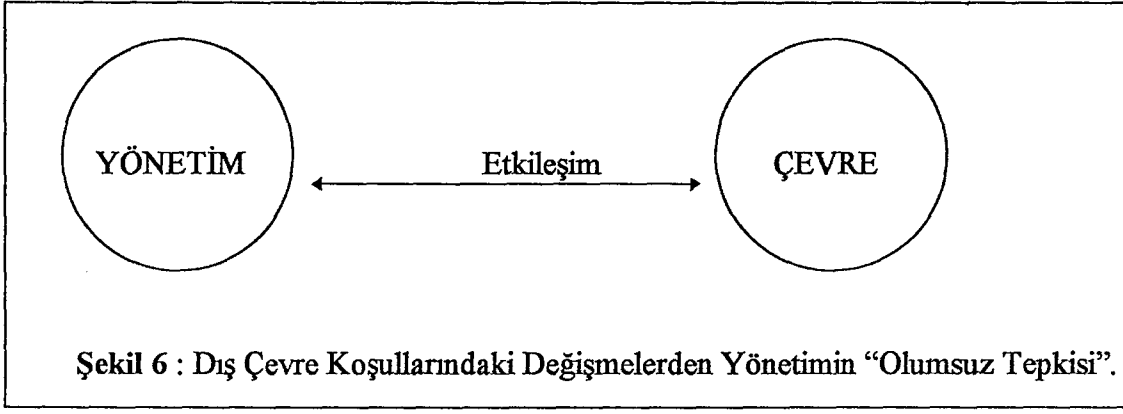 YÖNETİM Etkileşim ÇEVRE
Şekil 6 : Dış Çevre Koşullarındaki Değişmelerden Yönetimin “Olumsuz Tepkisi”.